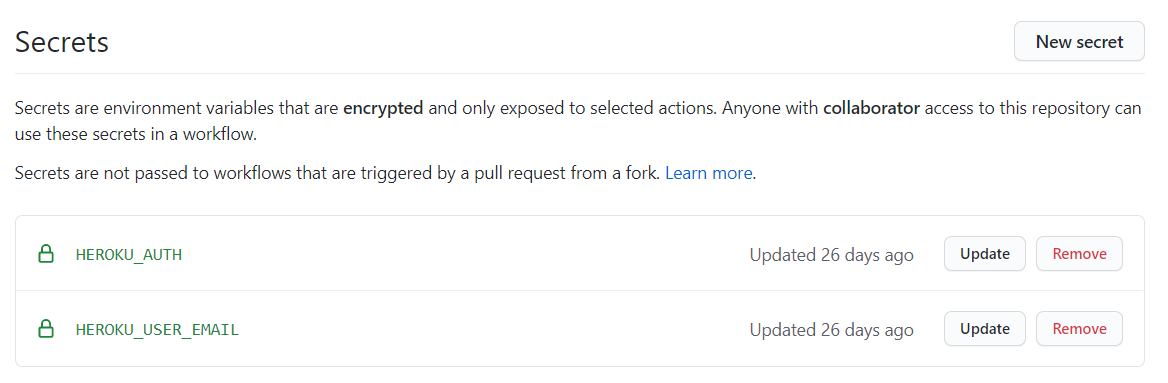 Secrets
New secret
Secrets are environment variables that are encrypted and only exposed to selected actions. Anyone with collaborator access to this repository can
use these secrets in a workflow.
Secrets are not passed to workflows that are triggered by a pull request from a fork. Learn more.
HEROKU_AUTH Updated 26 days ago Update Remove
HEROKU_USER_EMAIL Updated 26 days ago Update Remove